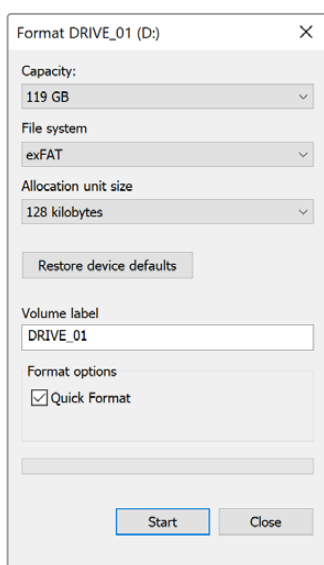 Format DRIVE_01 (D:)
Capacity:
119 GB
File system
exFAT
Allocation unit size
128 kilobytes
Restore device defaults
Volume label
DRIVE_01
Format options
Quick Format
Start Close